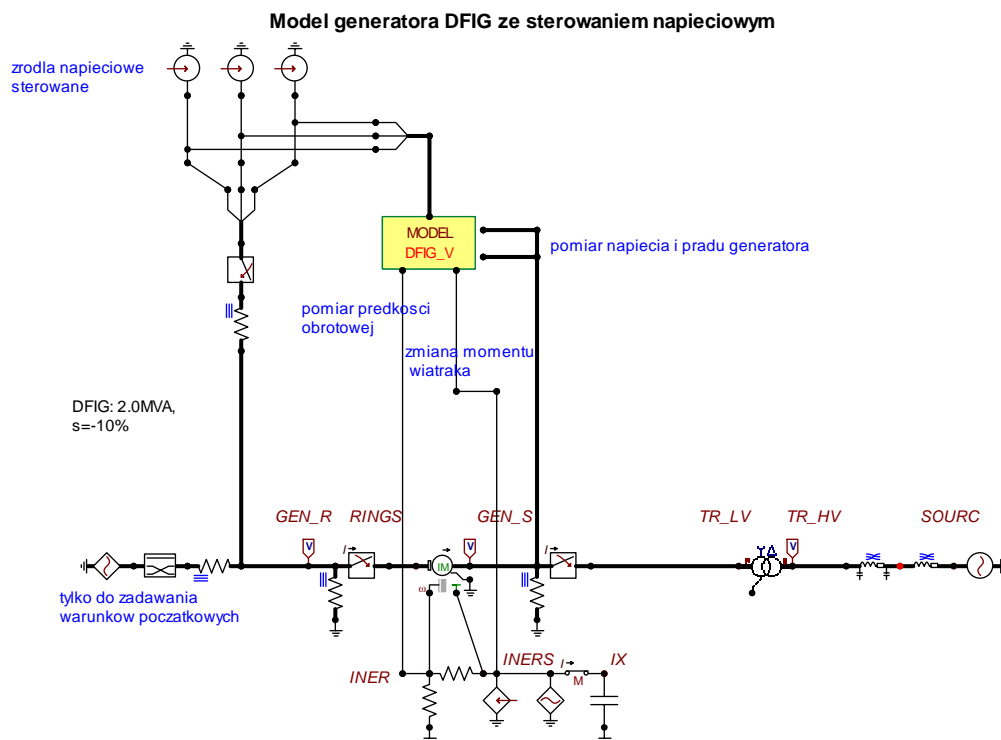 Model generatora DFIG ze sterowaniem napieciowym
zrodla napieciowe
sterowane
MODEL
DFIG_V
pomiar napiecia i pradu generatora
pomiar predkosci
obrotowej
zmiana momentu
wiatraka
DFIG: 2.0MVA,
s=-10%
GEN_R
RINGS
GEN_S
TR_LV
TR_HV
SOURC
V
I
V
I
Y
Δ
V
IM
ω
T
tylko do zadawania
warunkow poczatkowych
INER
INERS
I
IX
M